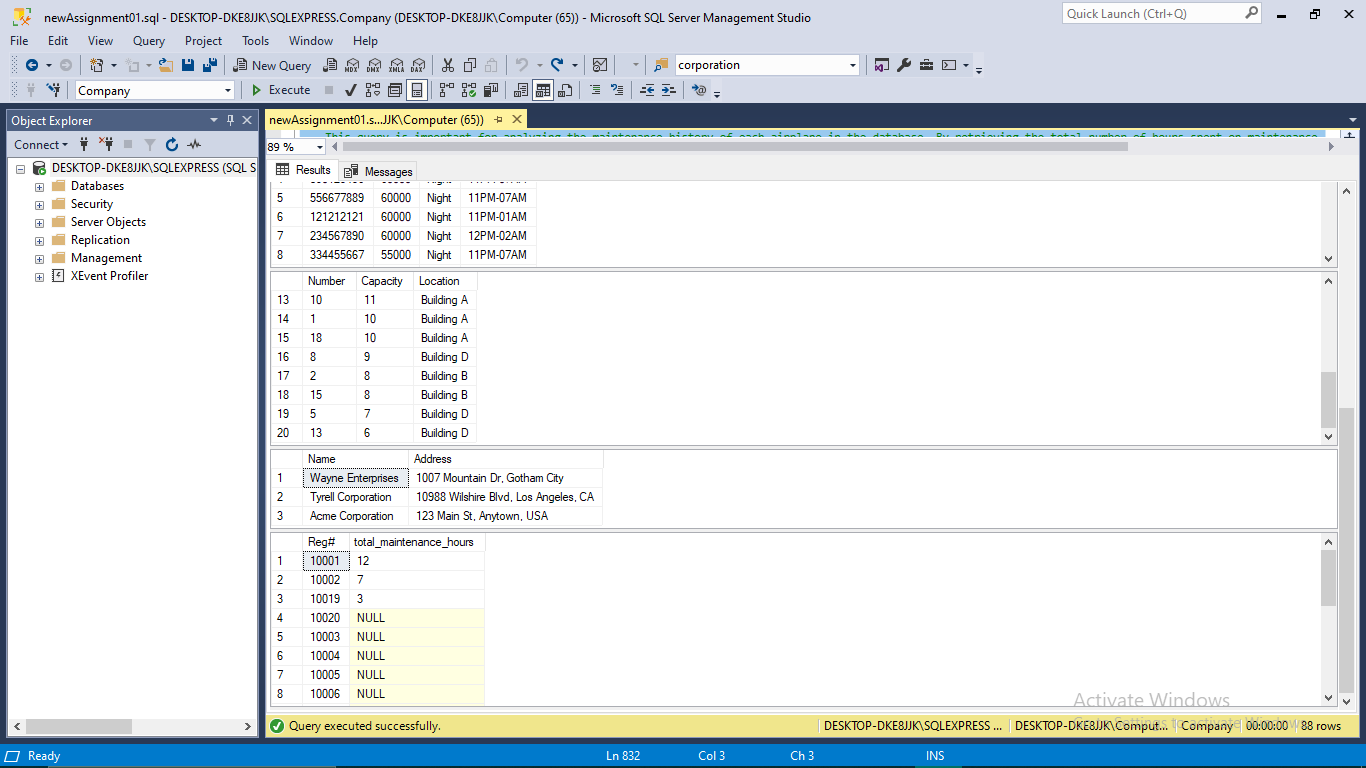 newAssignment01.sql - DESKTOP-DKE8JJK\SQLEXPRESS.Company (DESKTOP-DKE8JJK\Computer (65)) - Microsoft SQL Server Management Studio
Quick Launch (Ctrl+Q)
File Edit View Query Project Tools Window Help
New Query MDX DMX XMLA DAX corporation
Company Execute
Object Explorer
newAssignment01.s...JJK\Computer (65))
This query is important for analyzing the maintenance history of each airplane in the database. By retrieving the total number of hours spent on maintenance
Connect
89 %
DESKTOP-DKE8JJK\SQLEXPRESS (SQL S
Databases
Security
Server Objects
Replication
Management
XEvent Profiler
Results Messages
5 556677889 60000 Night 11PM-07AM
6 121212121 60000 Night 11PM-01AM
7 234567890 60000 Night 12PM-02AM
8 334455667 55000 Night 11PM-07AM
Number Capacity Location
13 10 11 Building A
14 1 10 Building A
15 18 10 Building A
16 8 9 Building D
17 2 8 Building B
18 15 8 Building B
19 5 7 Building D
20 13 6 Building D
Name Address
1 Wayne Enterprises 1007 Mountain Dr, Gotham City
2 Tyrell Corporation 10988 Wilshire Blvd, Los Angeles, CA
3 Acme Corporation 123 Main St, Anytown, USA
Reg# total_maintenance_hours
1 10001 12
2 10002 7
3 10019 3
4 10020 NULL
5 10003 NULL
6 10004 NULL
7 10005 NULL
8 10006 NULL
Activate Windows
Go to Settings to activate Windows.
Query executed successfully. DESKTOP-DKE8JJK\SQLEXPRESS ... DESKTOP-DKE8JJK\Comput... Company 00:00:00 88 rows
Ready Ln 832 Col 3 Ch 3 INS